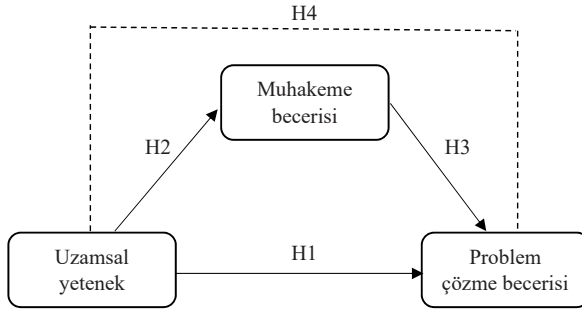 H4
Muhakeme
becerisi
H2
H3
Uzamsal
yetenek
H1
Problem
çözme becerisi